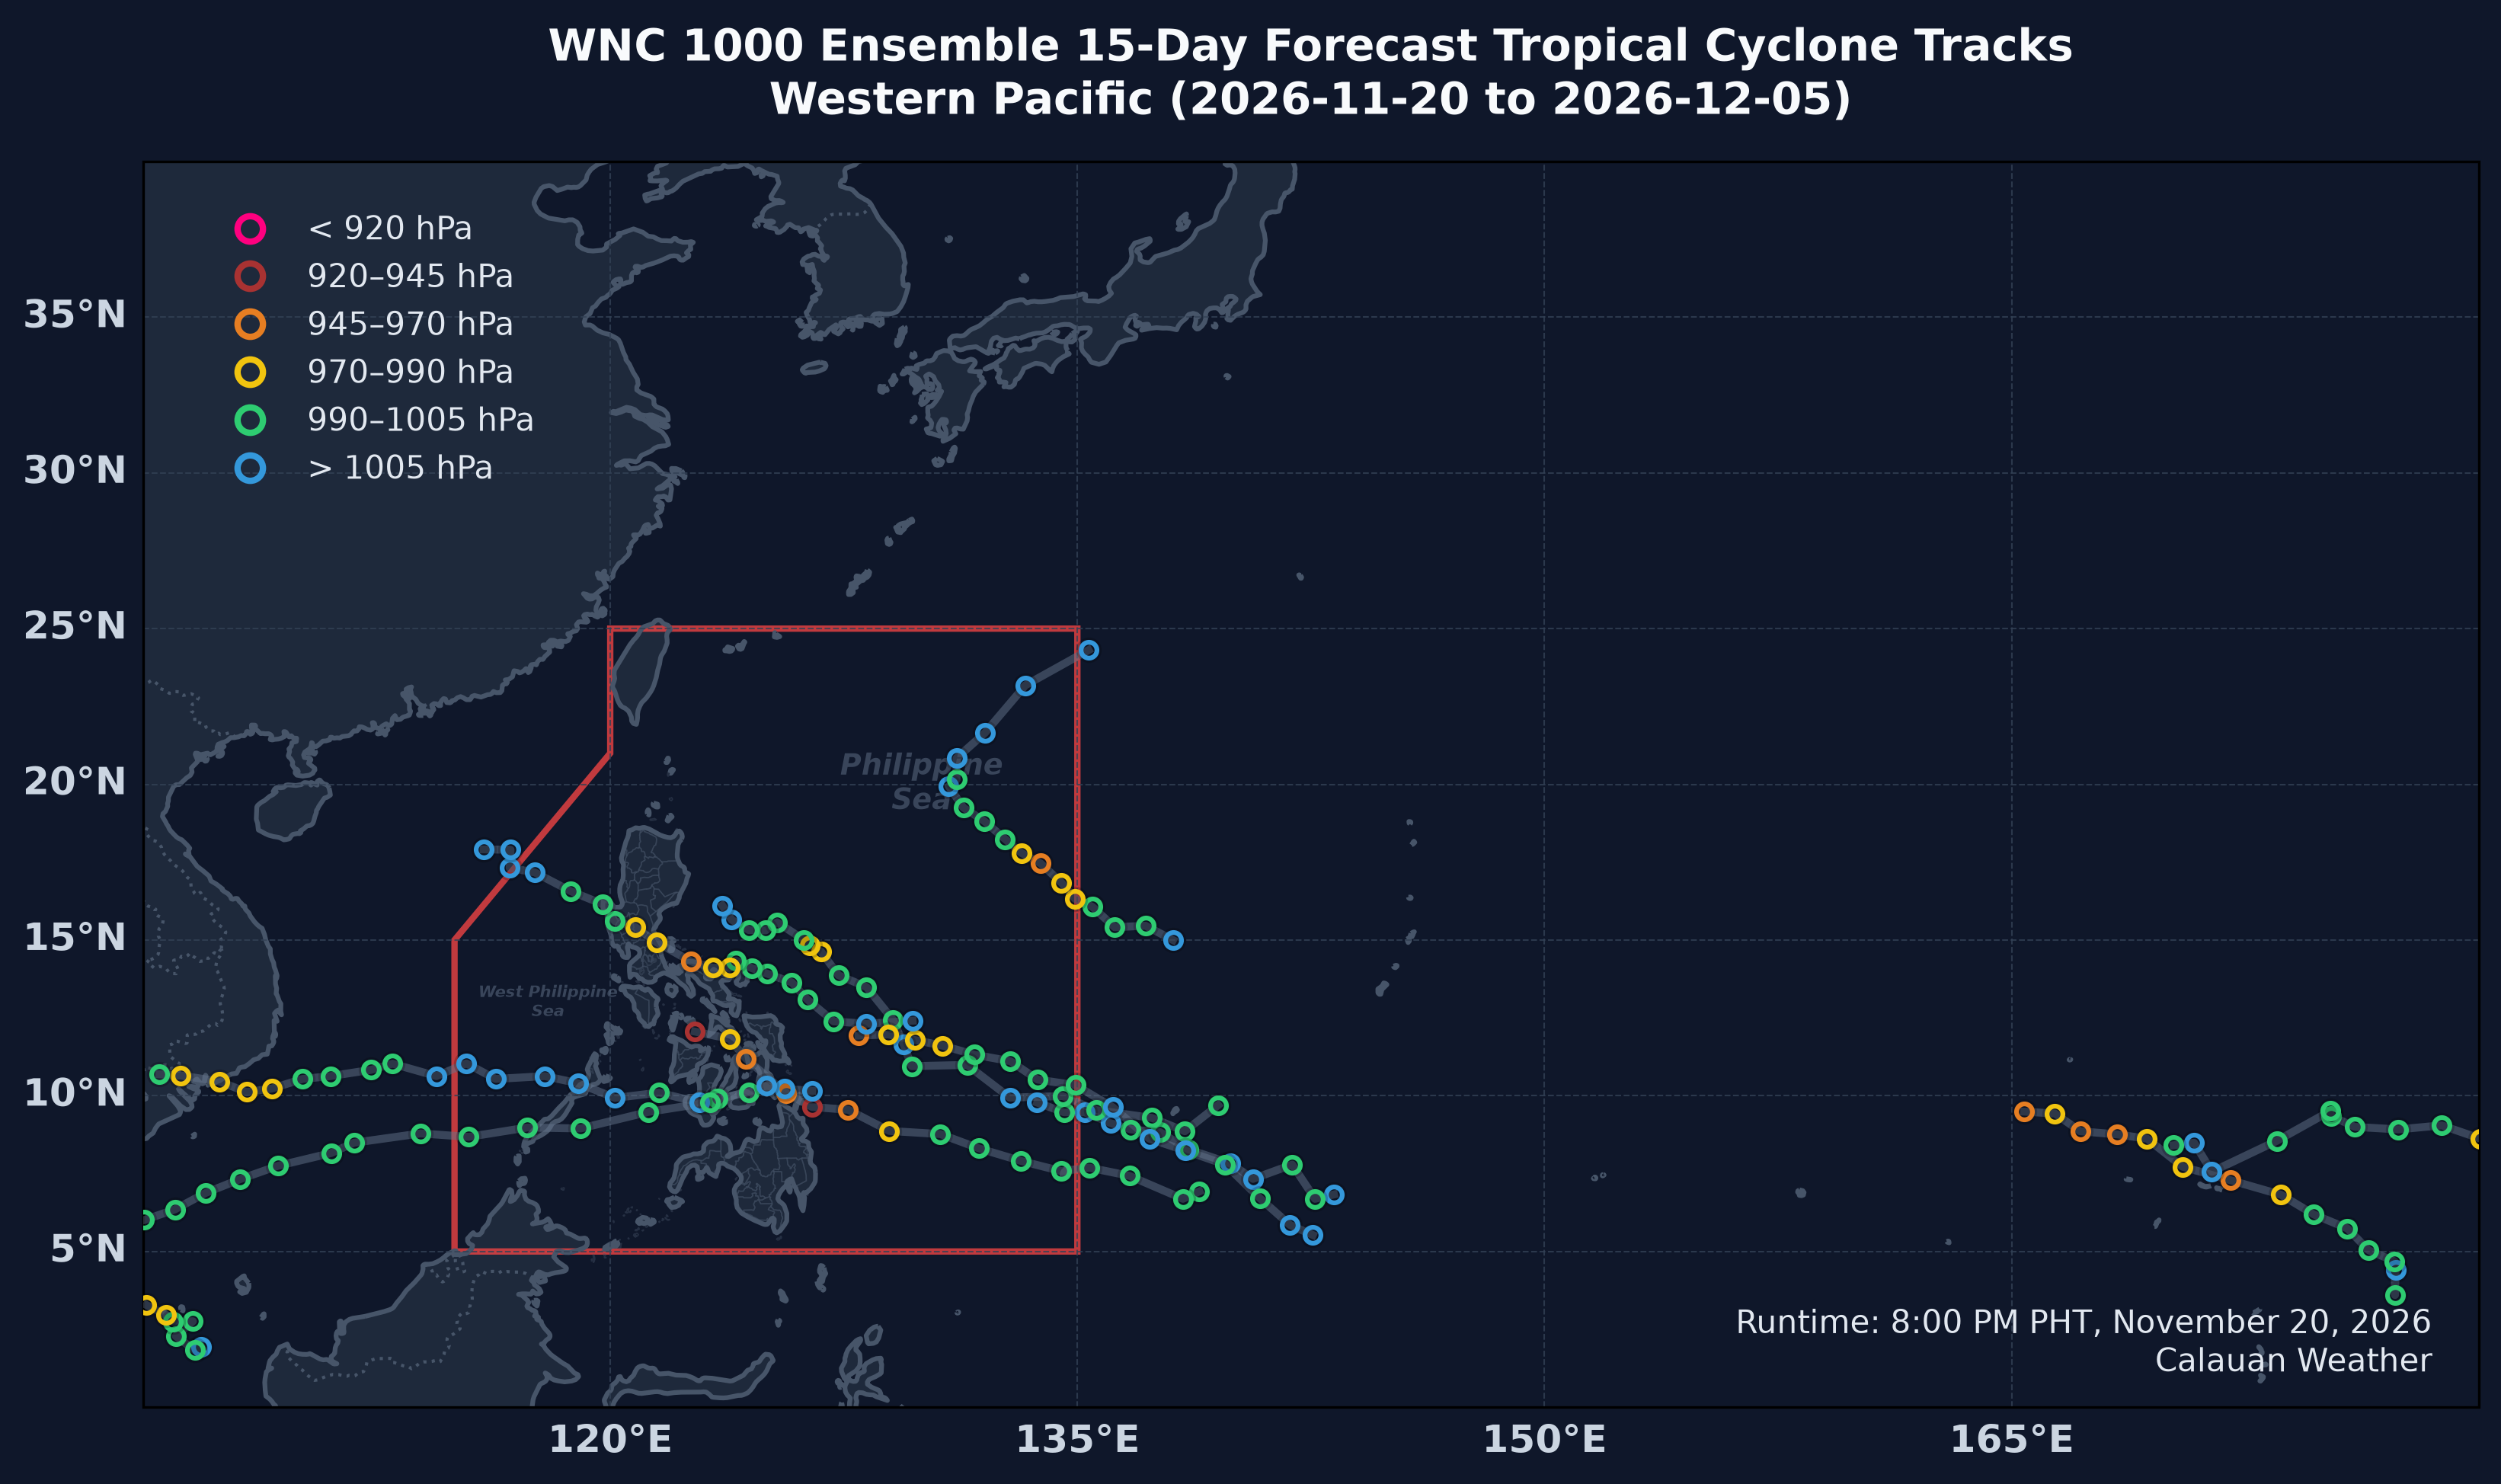 WNC 1000 Ensemble 15-Day Forecast Tropical Cyclone Tracks
Western Pacific (2026-11-20 to 2026-12-05)
< 920 hPa
920–945 hPa
945–970 hPa
970–990 hPa
990–1005 hPa
> 1005 hPa
35°N
30°N
25°N
20°N
15°N
10°N
5°N
Philippine
Sea
West Philippine
Sea
Runtime: 8:00 PM PHT, November 20, 2026
Calauan Weather
120°E
135°E
150°E
165°E